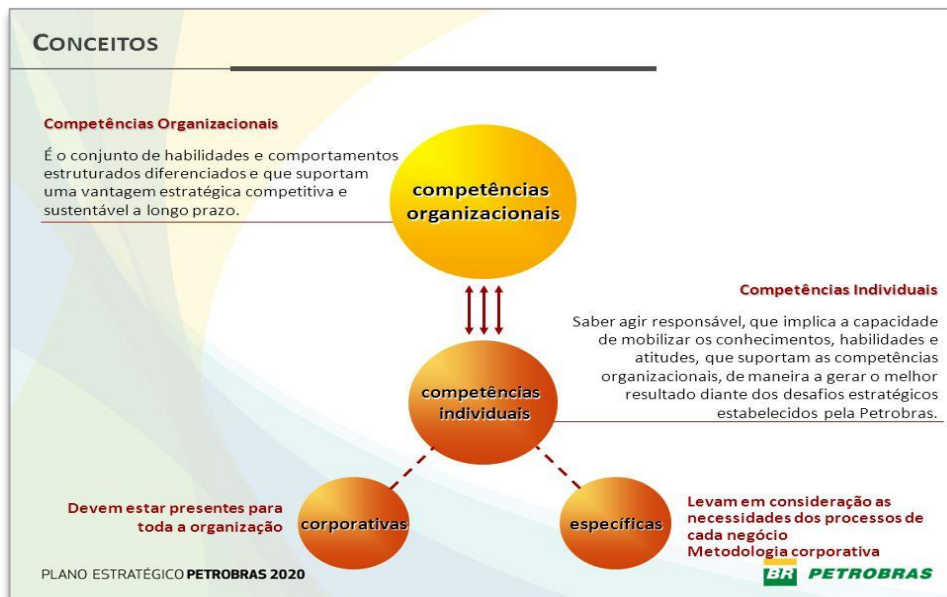 CONCEITOS
Competências Organizacionais
É o conjunto de habilidades e comportamentos
estruturados diferenciados e que suportam
uma vantagem estratégica competitiva e
sustentável a longo prazo.
competências
organizacionais
Competências Individuais
Saber agir responsável, que implica a capacidade
de mobilizar os conhecimentos, habilidades e
atitudes, que suportam as competências
organizacionais, de maneira a gerar o melhor
resultado diante dos desafios estratégicos
estabelecidos pela Petrobras.
competências
individuais
Devem estar presentes para
toda a organização
corporativas
específicas
Levam em consideração as
necessidades dos processos de
cada negócio
Metodologia corporativa
PLANO ESTRATÉGICO PETROBRAS 2020
BR PETROBRAS